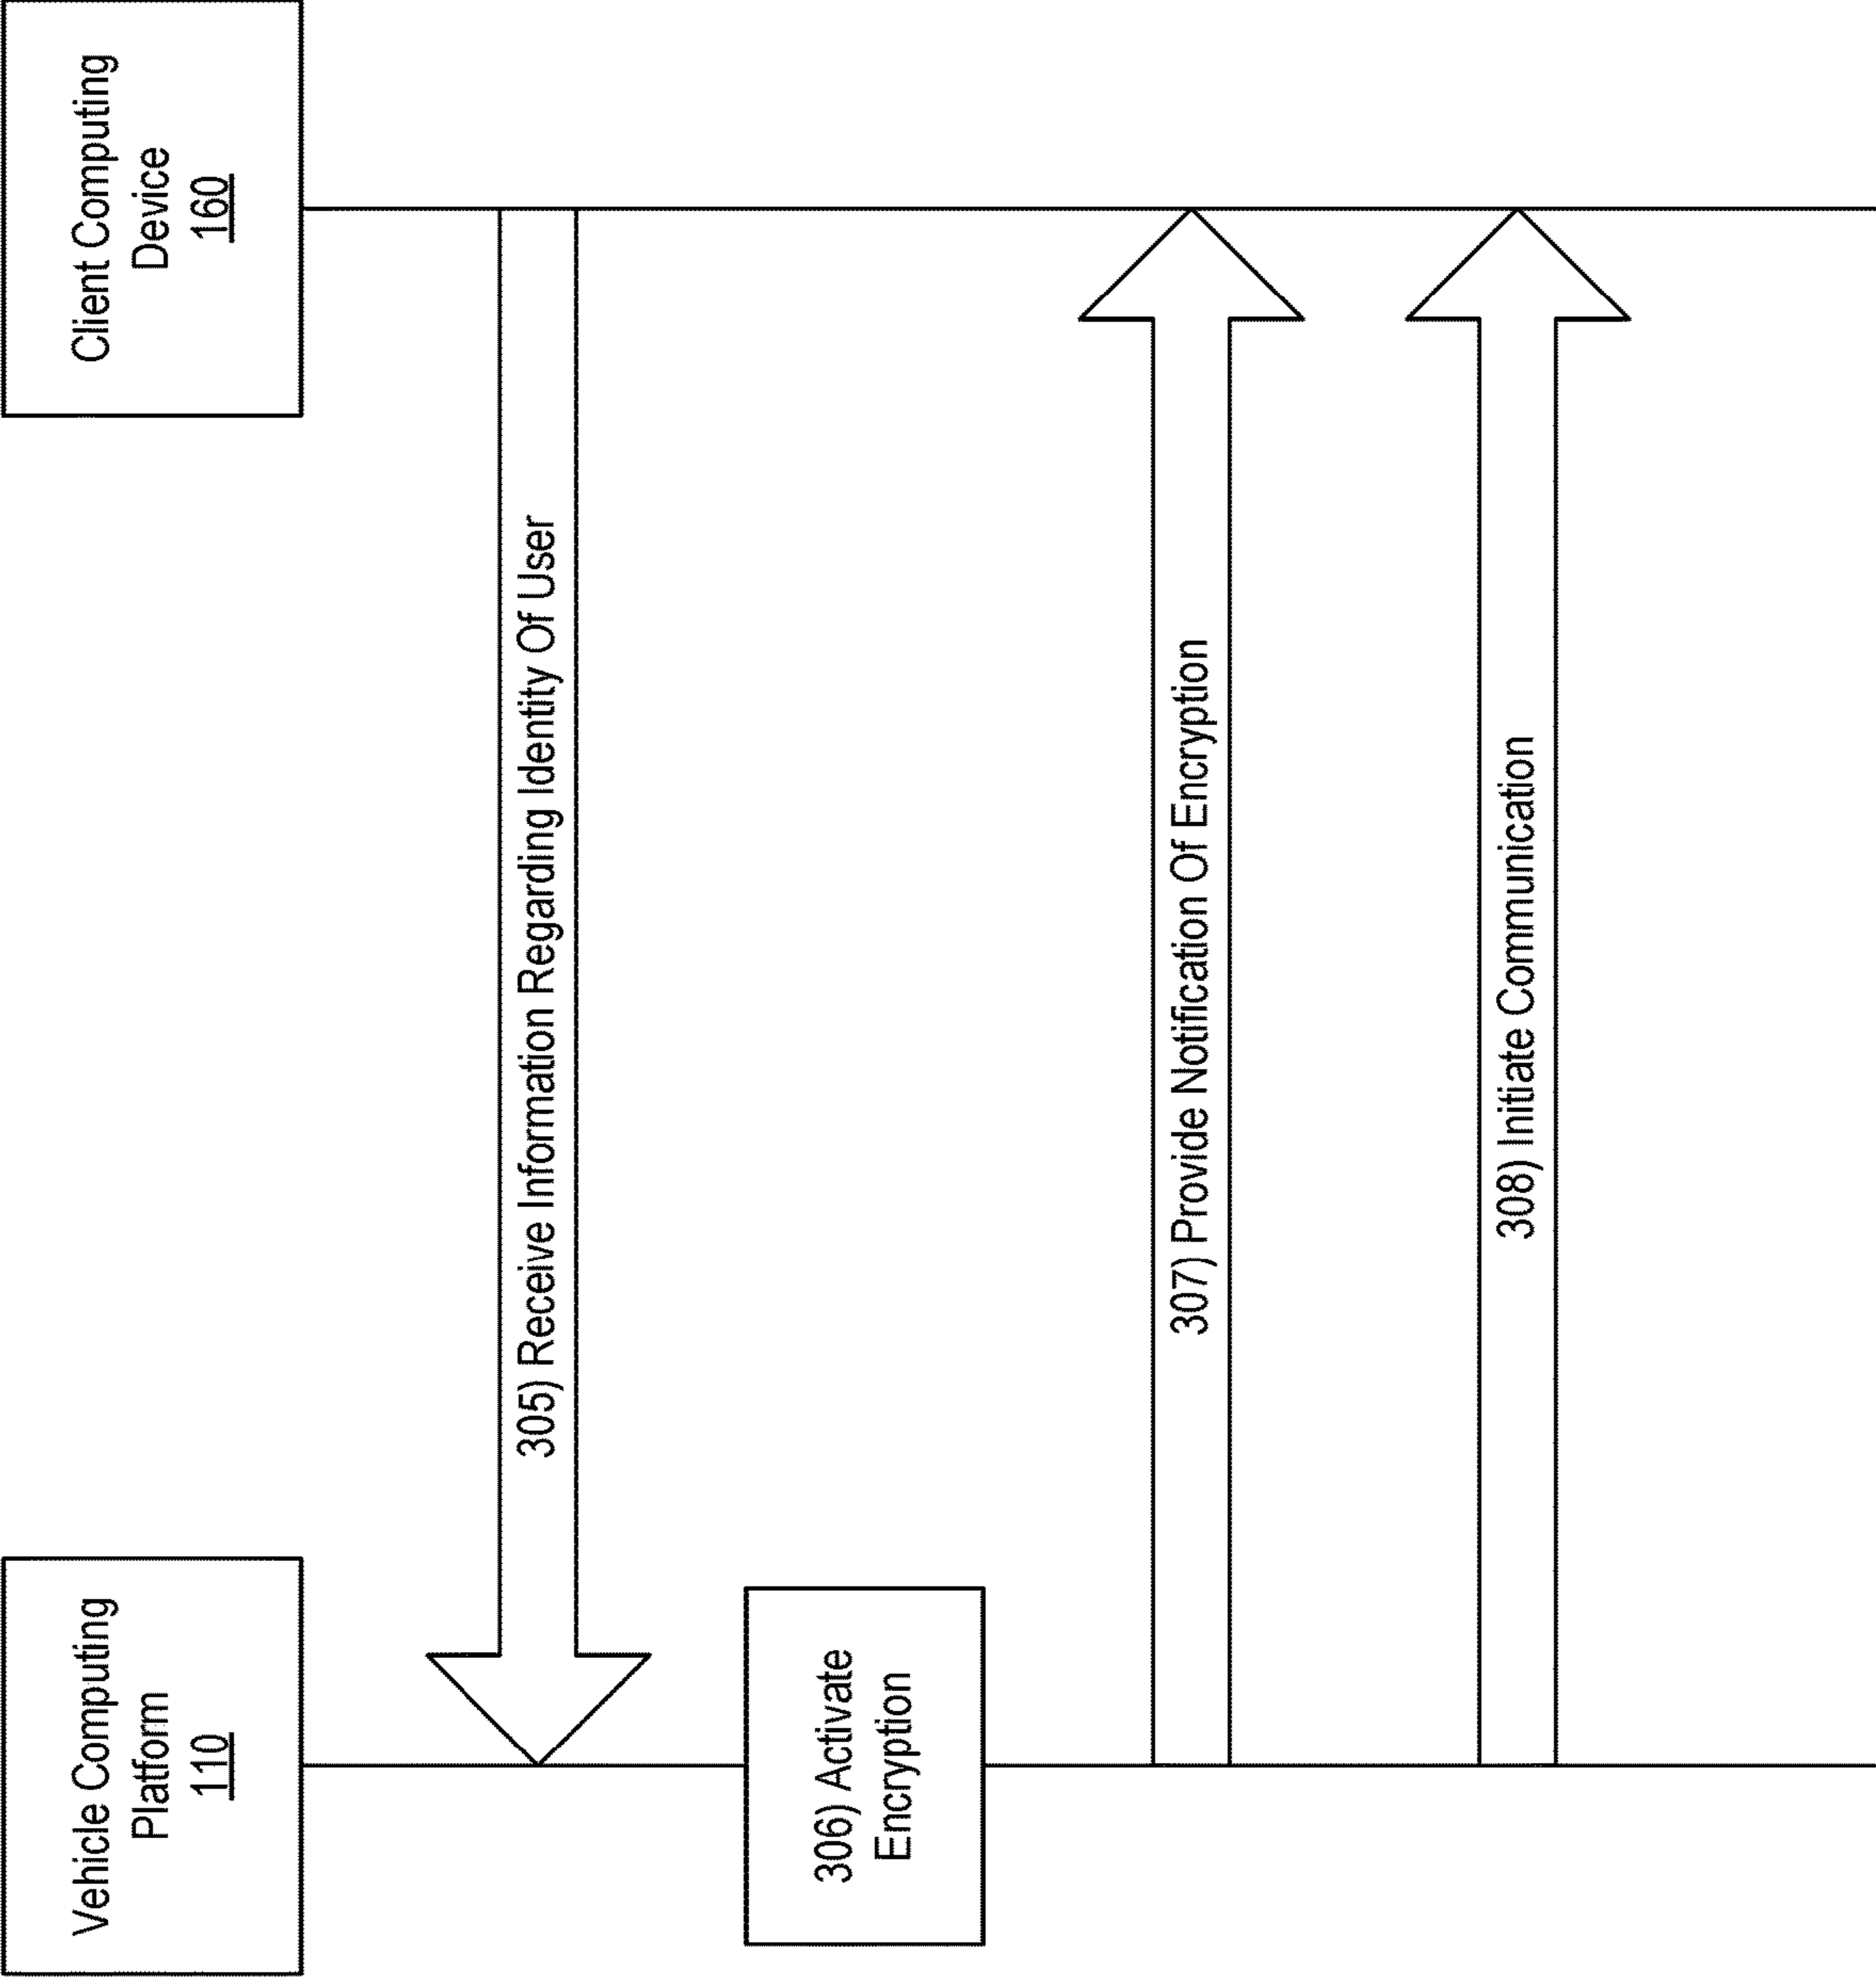 Vehicle Computing
Platform
110
Client Computing
Device
160
305) Receive Information Regarding Identity Of User
306) Activate
Encryption
307) Provide Notification Of Encryption
308) Initiate Communication